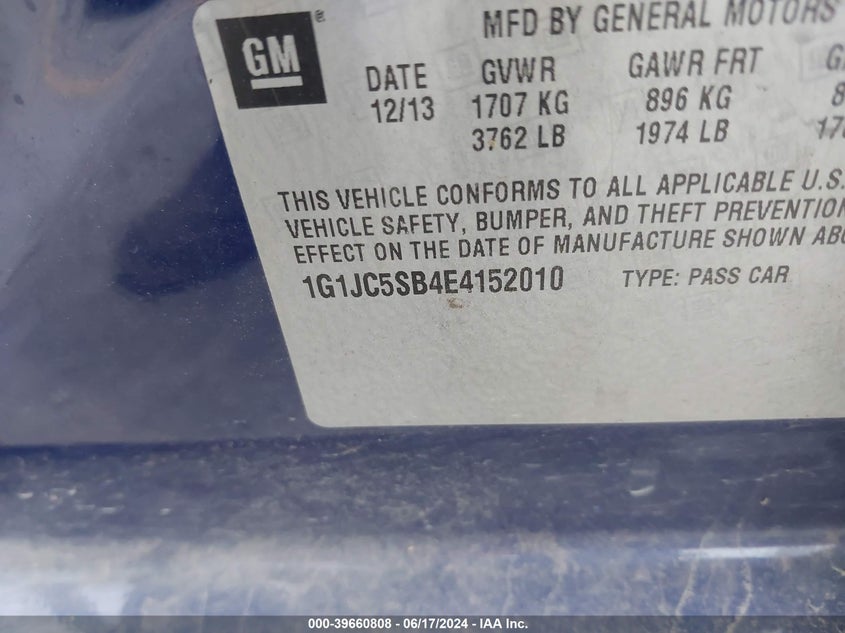 GM
MFD BY GENERAL MOTORS
DATE GVWR GAWR FRT
12/13 1707 KG 896 KG
3762 LB 1974 LB
THIS VEHICLE CONFORMS TO ALL APPLICABLE U.S.
VEHICLE SAFETY, BUMPER, AND THEFT PREVENTION
EFFECT ON THE DATE OF MANUFACTURE SHOWN
1G1JC5SB4E4152010 TYPE: PASS CAR
000-39660808 - 06/17/2024 - IAA Inc.